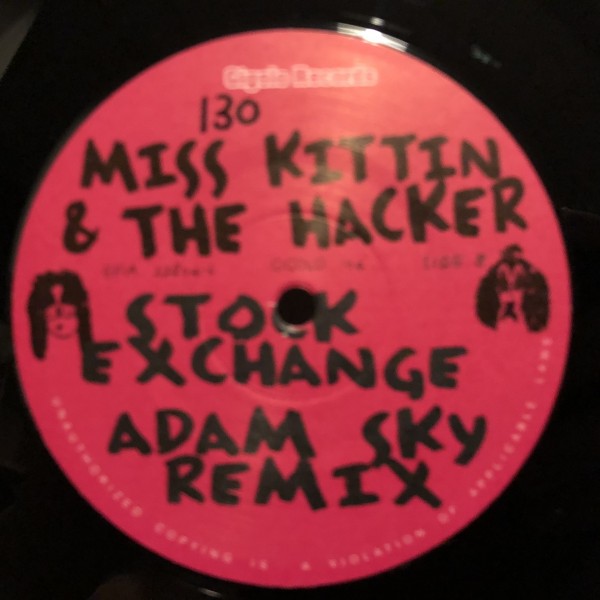 Gigolo Records
130
MISS KITTIN
& THE HACKER
SIDE B
STOCK
EXCHANGE
ADAM SKY
REMIX
UNAUTHORIZED COPYING IS A VIOLATION OF APPLICABLE LAWS